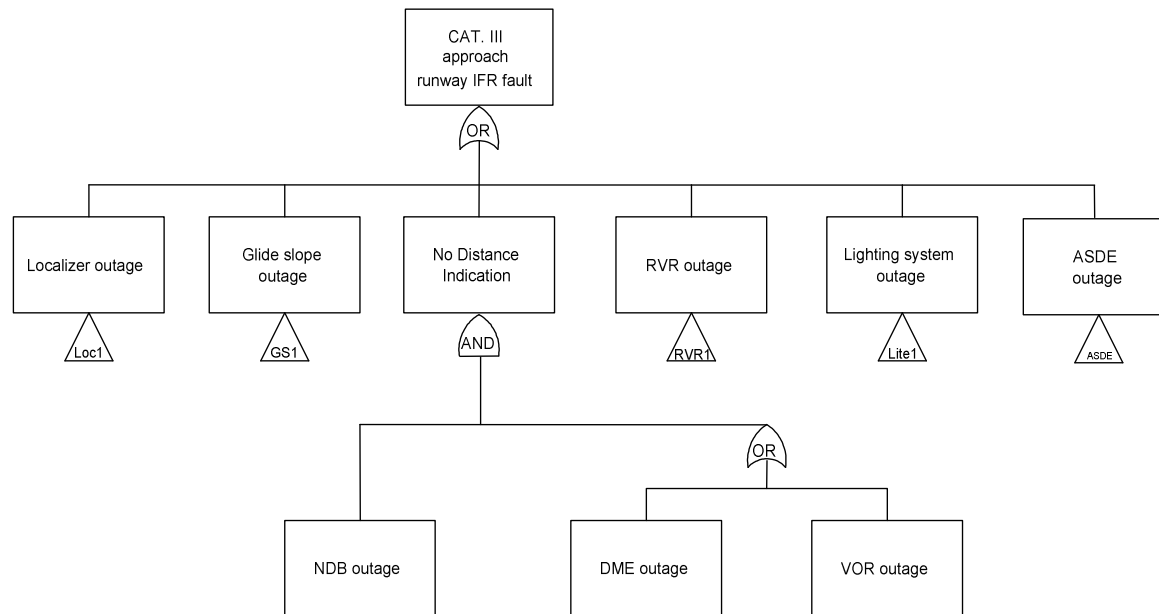 CAT. III
approach
runway IFR fault
OR
Localizer outage
Glide slope
outage
No Distance
Indication
RVR outage
Lighting system
outage
ASDE
outage
Loc1
GS1
AND
RVR1
Lite1
ASDE
OR
NDB outage
DME outage
VOR outage